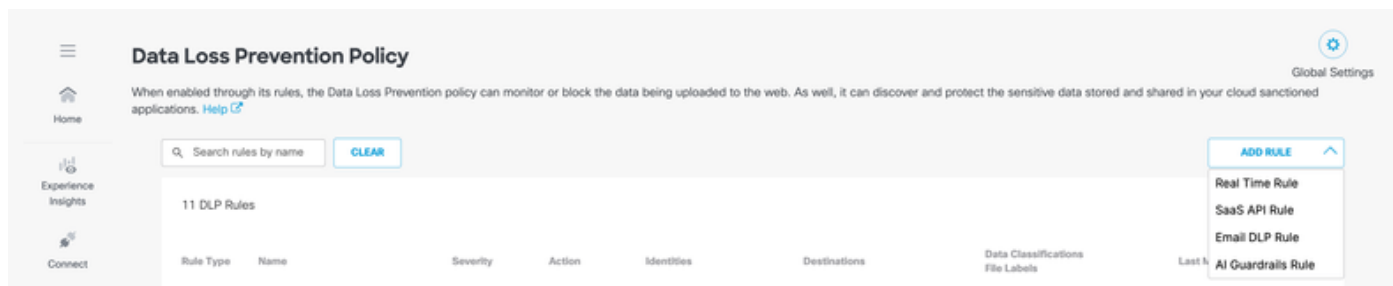 Data Loss Prevention Policy
Global Settings
When enabled through its rules, the Data Loss Prevention policy can monitor or block the data being uploaded to the web. As well, it can discover and protect the sensitive data stored and shared in your cloud sanctioned
applications. Help
Home
Search rules by name
CLEAR
ADD RULE
Real Time Rule
SaaS API Rule
Email DLP Rule
AI Guardrails Rule
Experience
Insights
11 DLP Rules
Connect
Rule Type Name Severity Action Identities Destinations Data Classifications
File Labels
Last